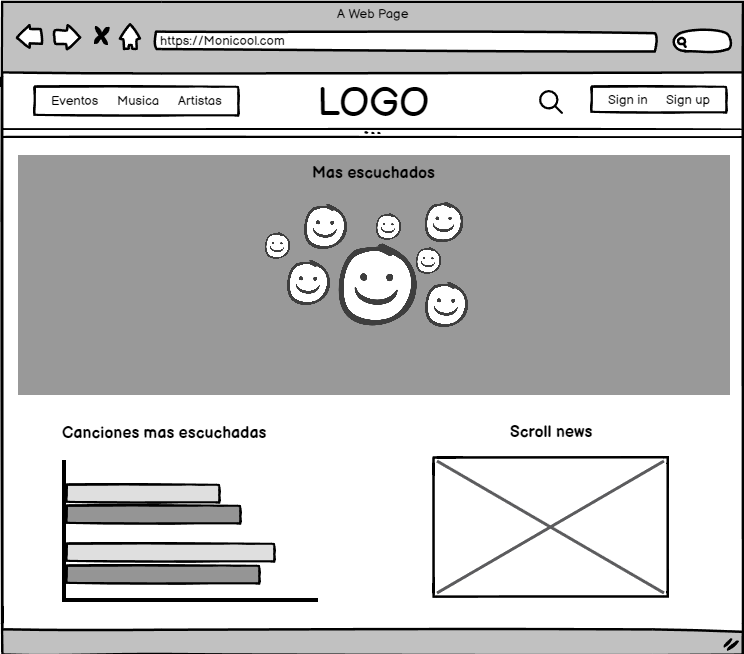 A Web Page
https://Monicool.com
Eventos Musica Artistas
LOGO
Sign in Sign up
Mas escuchados
Canciones mas escuchadas
Scroll news